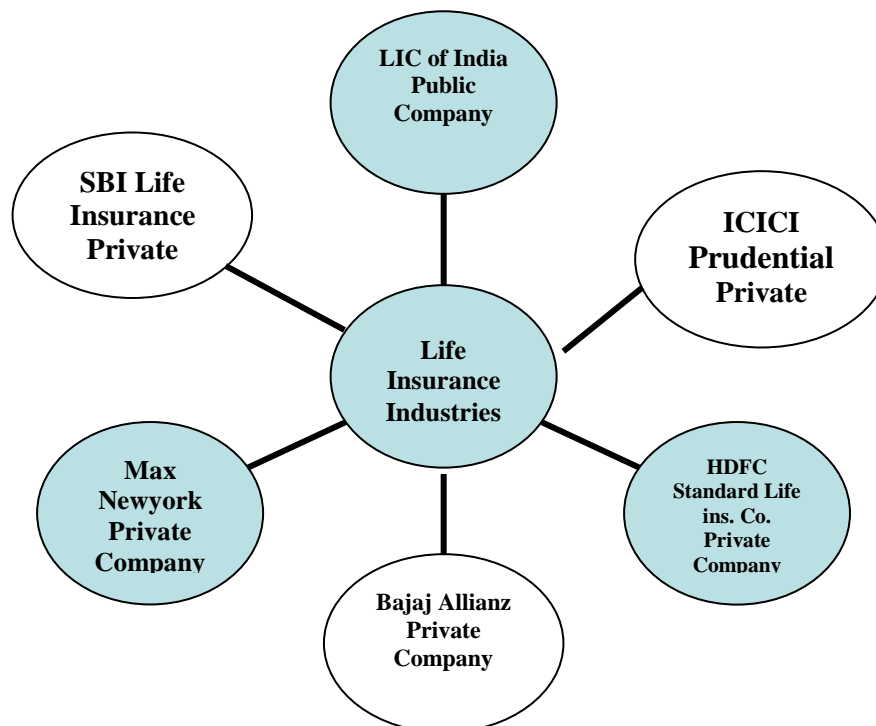 LIC of India
Public
Company
SBI Life
Insurance
Private
ICICI
Prudential
Private
Life
Insurance
Industries
Max
Newyork
Private
Company
HDFC
Standard Life
ins. Co.
Private
Company
Bajaj Allianz
Private
Company